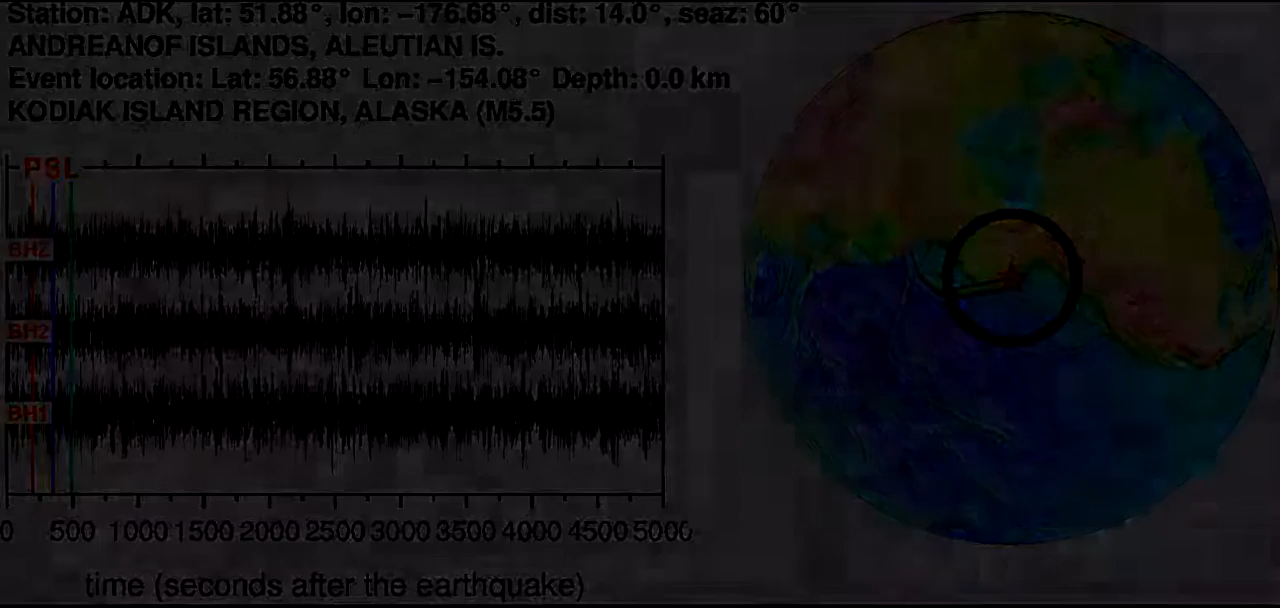 Station: ADK, lat: 51.88°, lon: −176.68°, dist: 14.0°, seaz: 60°
ANDREANOF ISLANDS, ALEUTIAN IS.
Event location: Lat: 56.88° Lon: −154.08° Depth: 0.0 km
KODIAK ISLAND REGION, ALASKA (M5.5)
P S L
BHZ
BH2
BH1
0 500 1000 1500 2000 2500 3000 3500 4000 4500 5000
time (seconds after the earthquake)